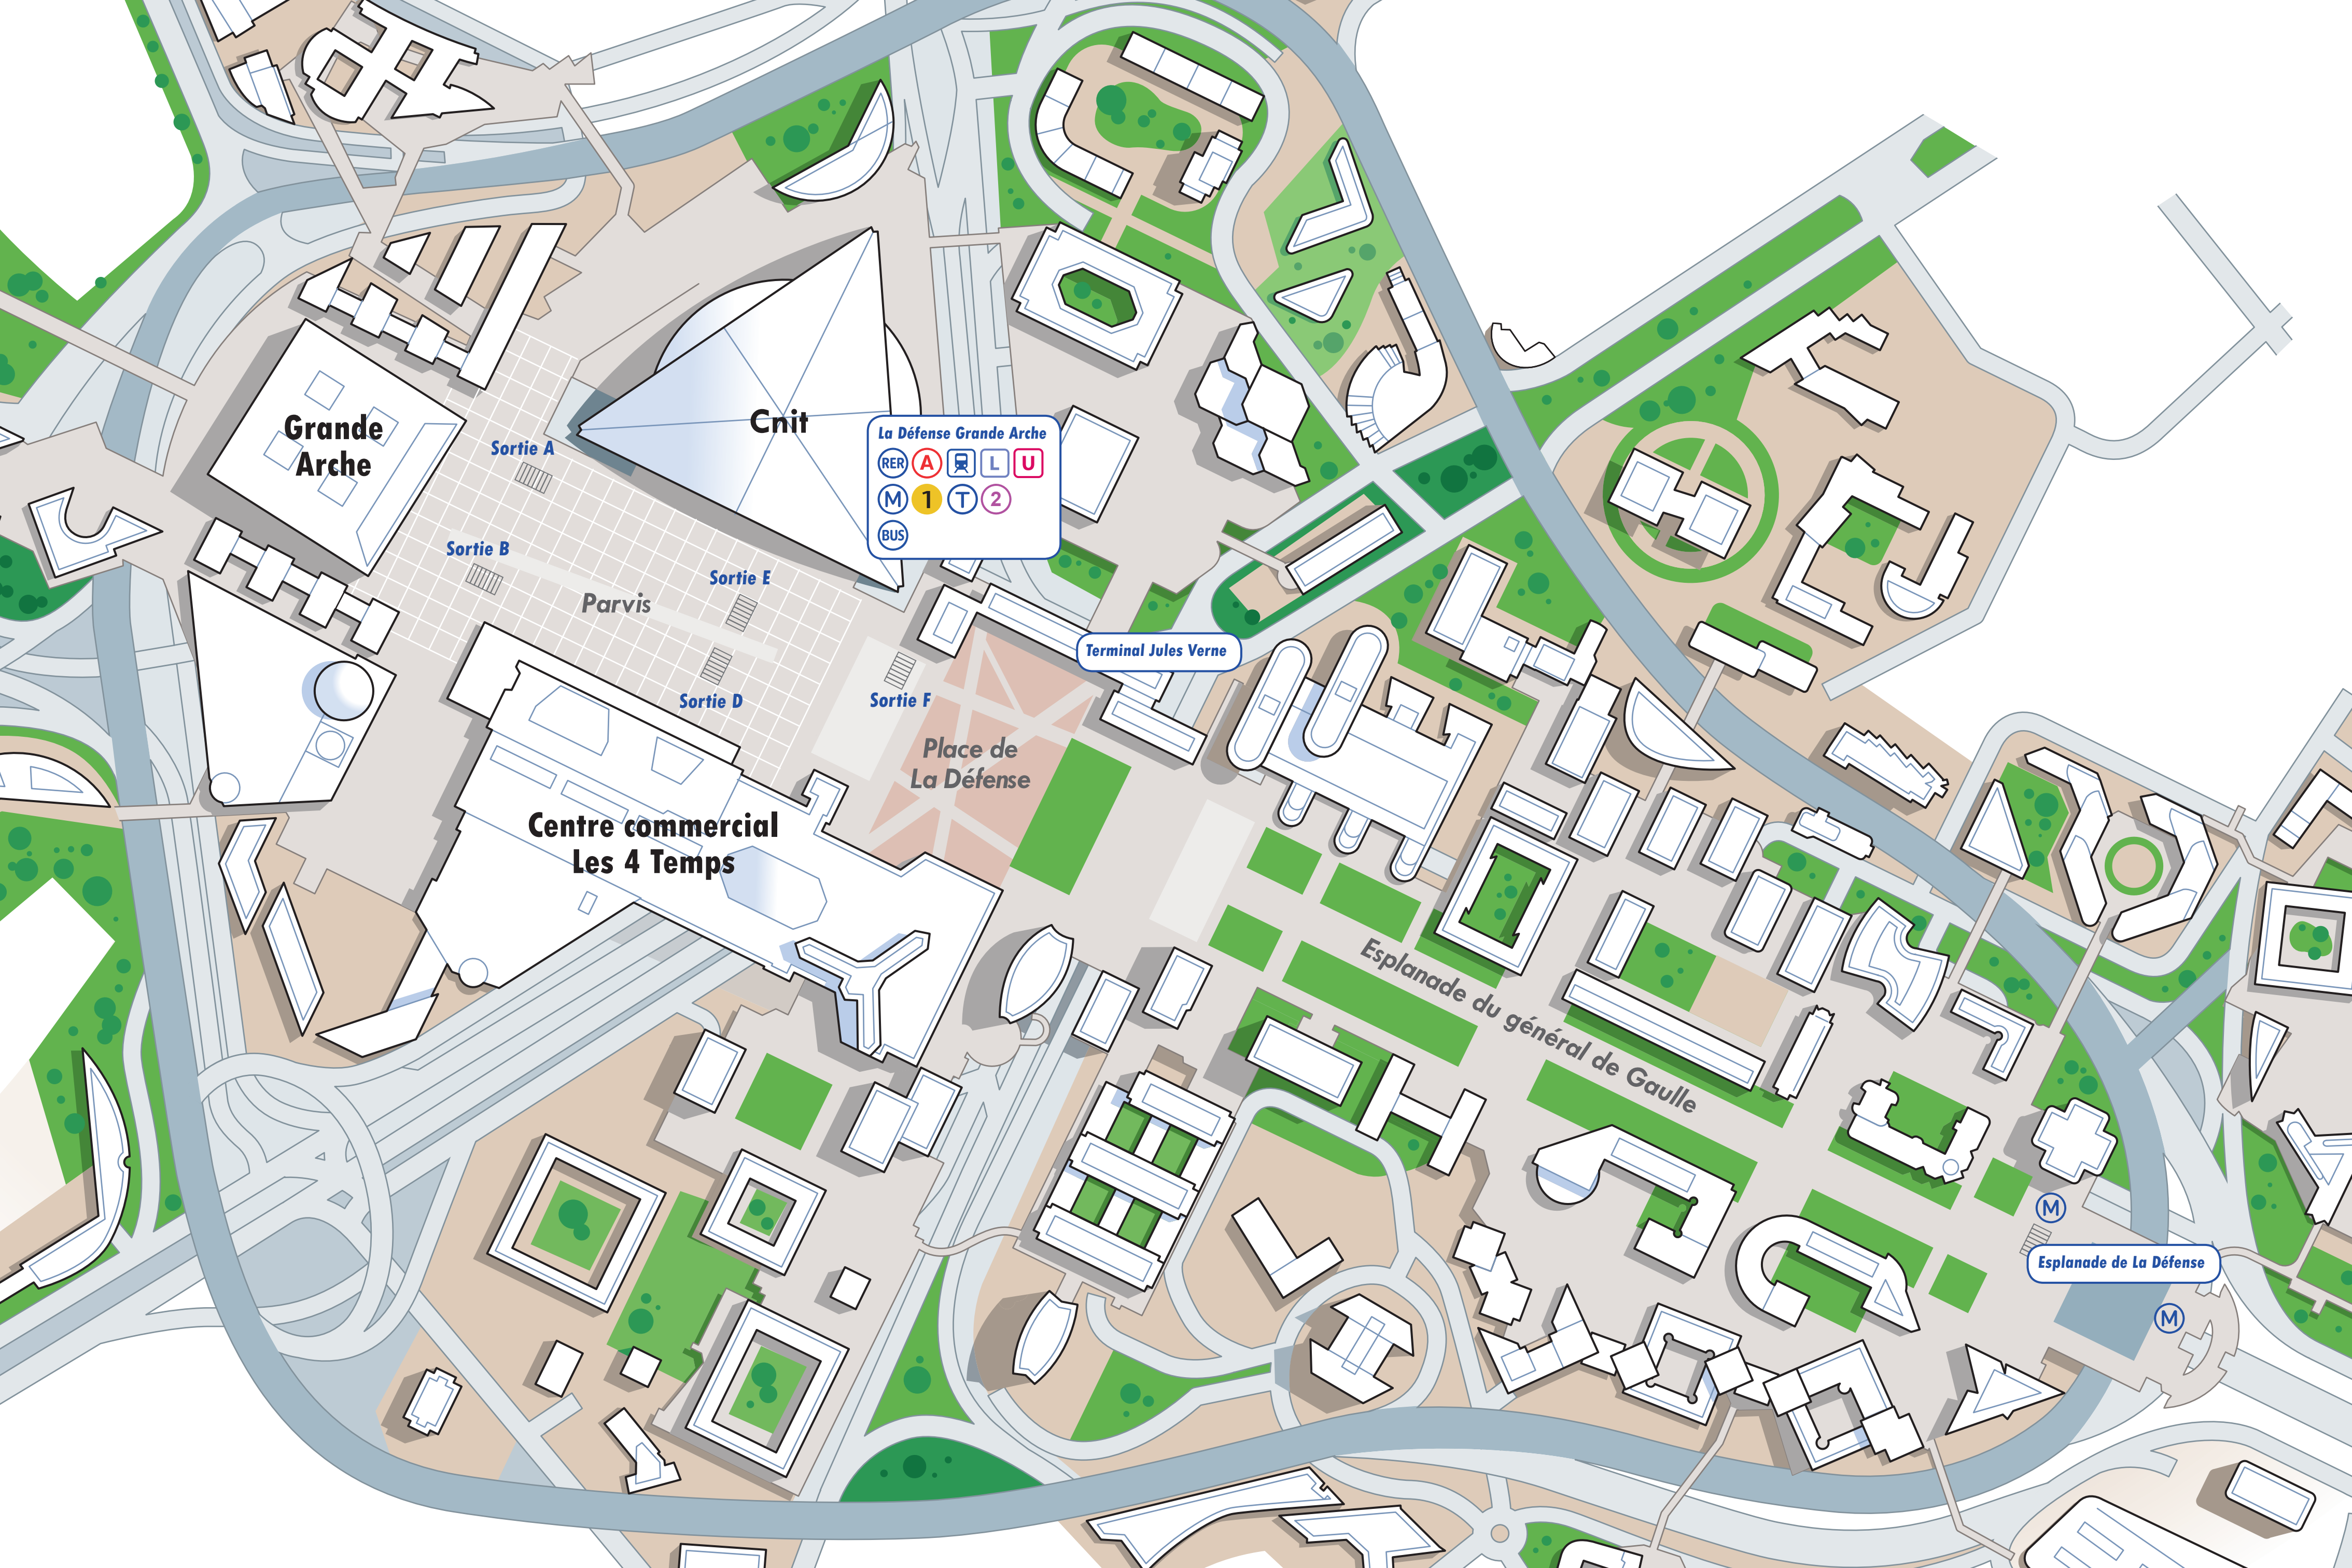 Grande
Arche
Cnit
Sortie A
La Défense Grande Arche
RER A L U
M 1 T 2
BUS
Sortie B
Parvis
Sortie E
Terminal Jules Verne
Sortie D
Sortie F
Place de
La Défense
Centre commercial
Les 4 Temps
Esplanade du général de Gaulle
M
Esplanade de La Défense
M